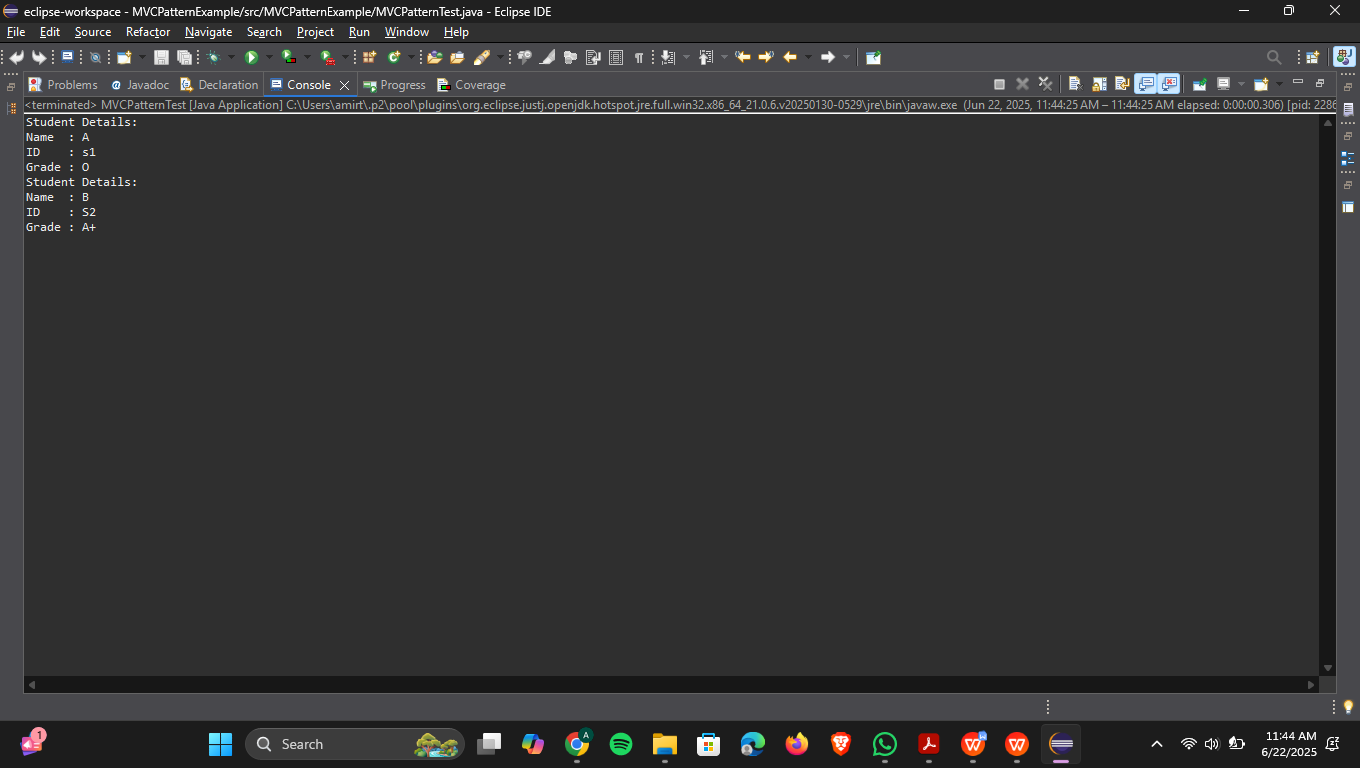 eclipse-workspace - MVCPatternExample/src/MVCPatternExample/MVCPatternTest.java - Eclipse IDE
File Edit Source Refactor Navigate Search Project Run Window Help
Problems Javadoc Declaration Console Progress Coverage
<terminated> MVCPatternTest [Java Application] C:\Users\amirt\.p2\pool\plugins\org.eclipse.justj.openjdk.hotspot.jre.full.win32.x86_64_21.0.6.v20250130-0529\jre\bin\javaw.exe (Jun 22, 2025, 11:44:25 AM – 11:44:25 AM elapsed: 0:00:00.306) [pid: 2286
Student Details:
Name  : A
ID    : s1
Grade : O
Student Details:
Name  : B
ID    : S2
Grade : A+
1
Search
A
11:44 AM
6/22/2025